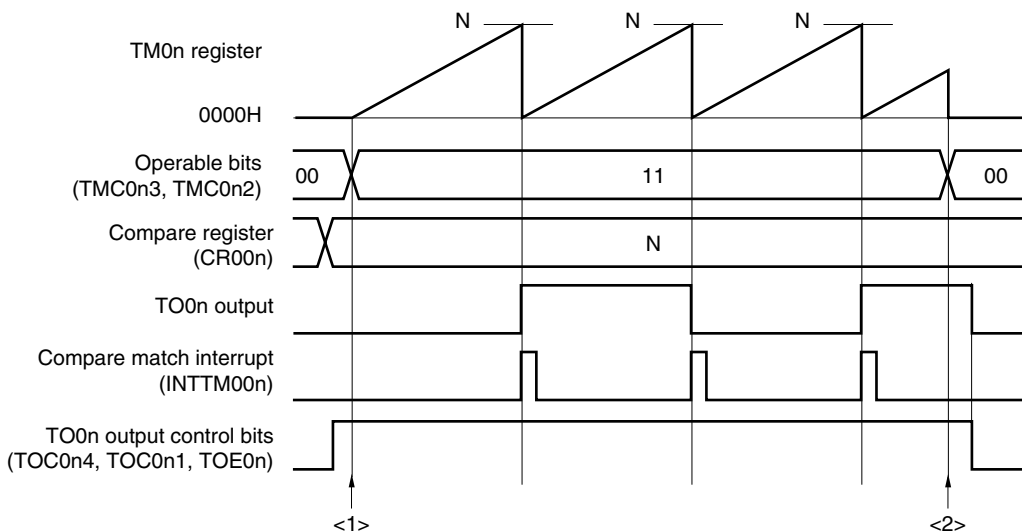 N N N
TM0n register
0000H
Operable bits
(TMC0n3, TMC0n2)
00 11 00
Compare register
(CR00n)
N
TO0n output
Compare match interrupt
(INTTM00n)
TO0n output control bits
(TOC0n4, TOC0n1, TOE0n)
<1> <2>